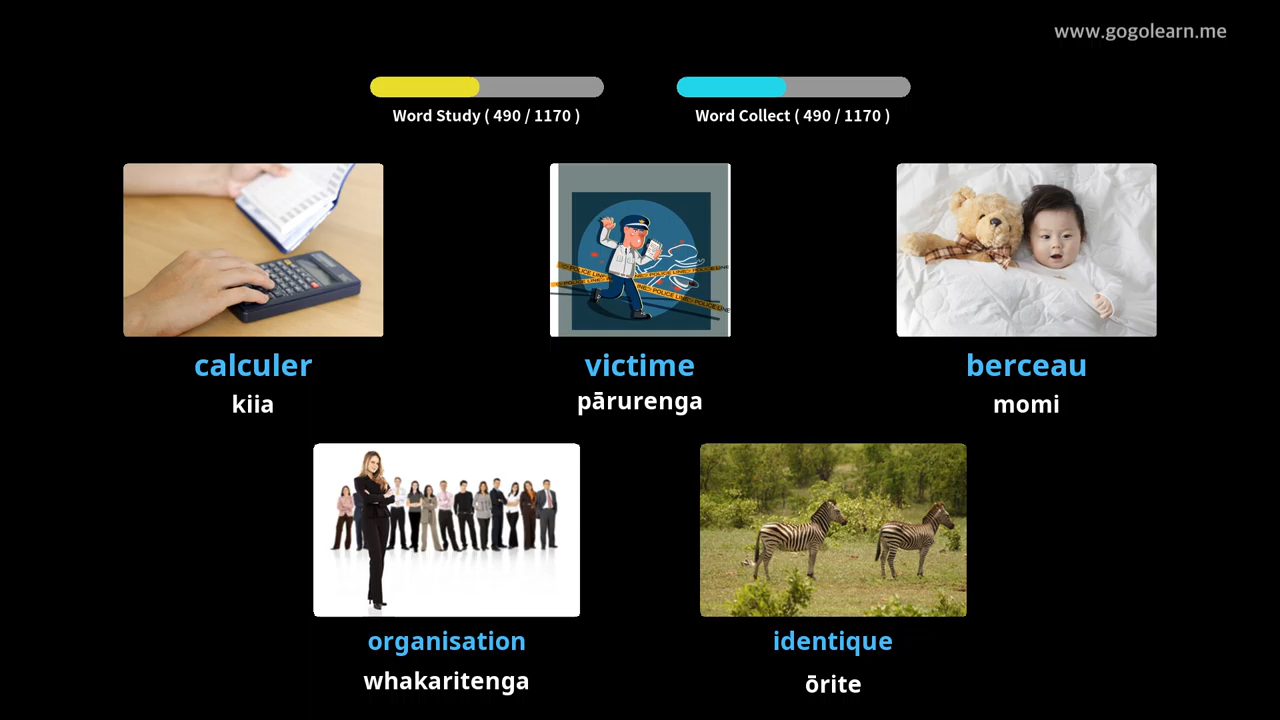 www.gogolearn.me
Word Study ( 490 / 1170 )
Word Collect ( 490 / 1170 )
calculer
kiia
victime
pārurenga
berceau
momi
organisation
whakaritenga
identique
ōrite